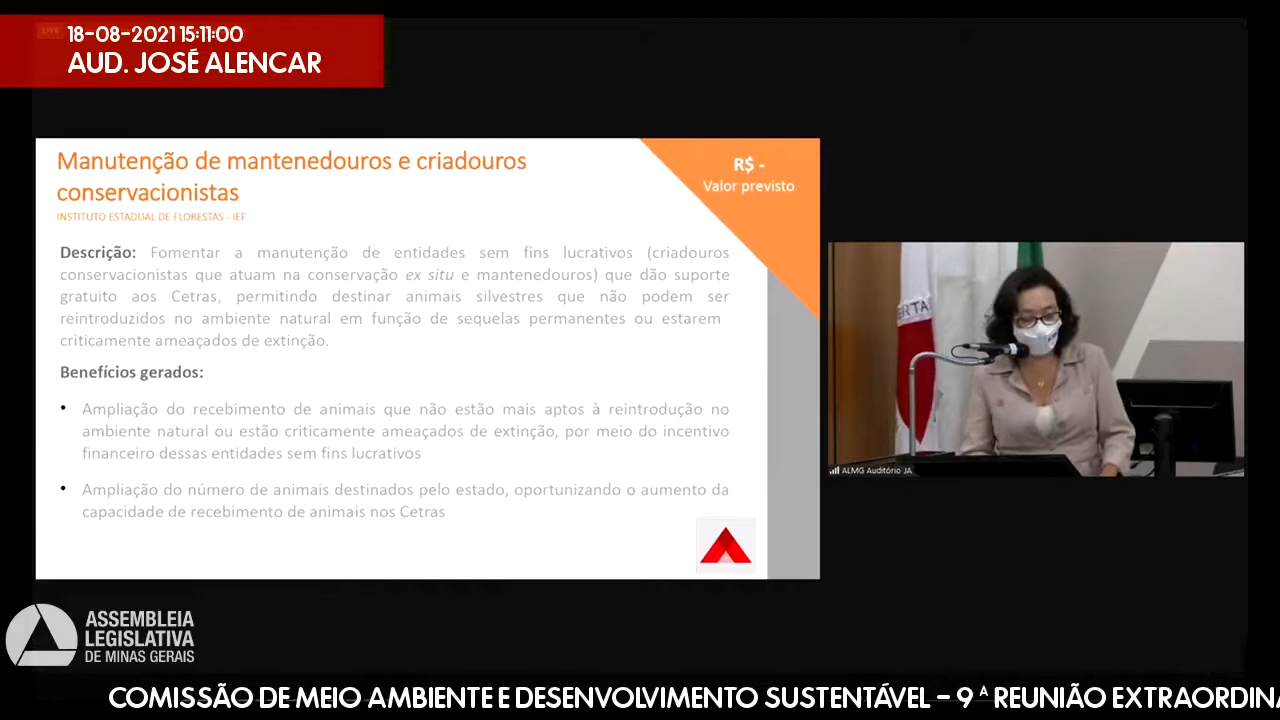 LIVE
18-08-2021 15:11:00
AUD. JOSÉ ALENCAR
Manutenção de mantenedouros e criadouros
conservacionistas
INSTITUTO ESTADUAL DE FLORESTAS - IEF
R$ -
Valor previsto
Descrição: Fomentar a manutenção de entidades sem fins lucrativos (criadouros
conservacionistas que atuam na conservação ex situ e mantenedouros) que dão suporte
gratuito aos Cetras, permitindo destinar animais silvestres que não podem ser
reintroduzidos no ambiente natural em função de sequelas permanentes ou estarem
criticamente ameaçados de extinção.
Benefícios gerados:
• Ampliação do recebimento de animais que não estão mais aptos à reintrodução no
ambiente natural ou estão criticamente ameaçados de extinção, por meio do incentivo
financeiro dessas entidades sem fins lucrativos
• Ampliação do número de animais destinados pelo estado, oportunizando o aumento da
capacidade de recebimento de animais nos Cetras
ERTA
ALMG Auditório JA
ASSEMBLEIA
LEGISLATIVA
DE MINAS GERAIS
COMISSÃO DE MEIO AMBIENTE E DESENVOLVIMENTO SUSTENTÁVEL – 9 ª REUNIÃO EXTRAORDINA